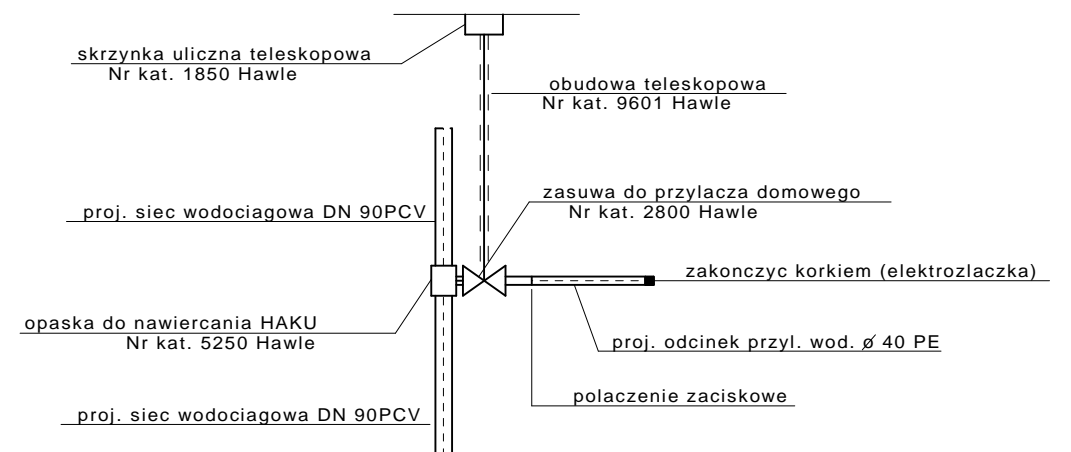 skrzynka uliczna teleskopowa
Nr kat. 1850 Hawle
obudowa teleskopowa
Nr kat. 9601 Hawle
zasuwa do przylacza domowego
Nr kat. 2800 Hawle
proj. siec wodociagowa DN 90PCV
zakonczyc korkiem (elektrozlaczka)
opaska do nawiercania HAKU
Nr kat. 5250 Hawle
proj. odcinek przyl. wod. ø 40 PE
polaczenie zaciskowe
proj. siec wodociagowa DN 90PCV